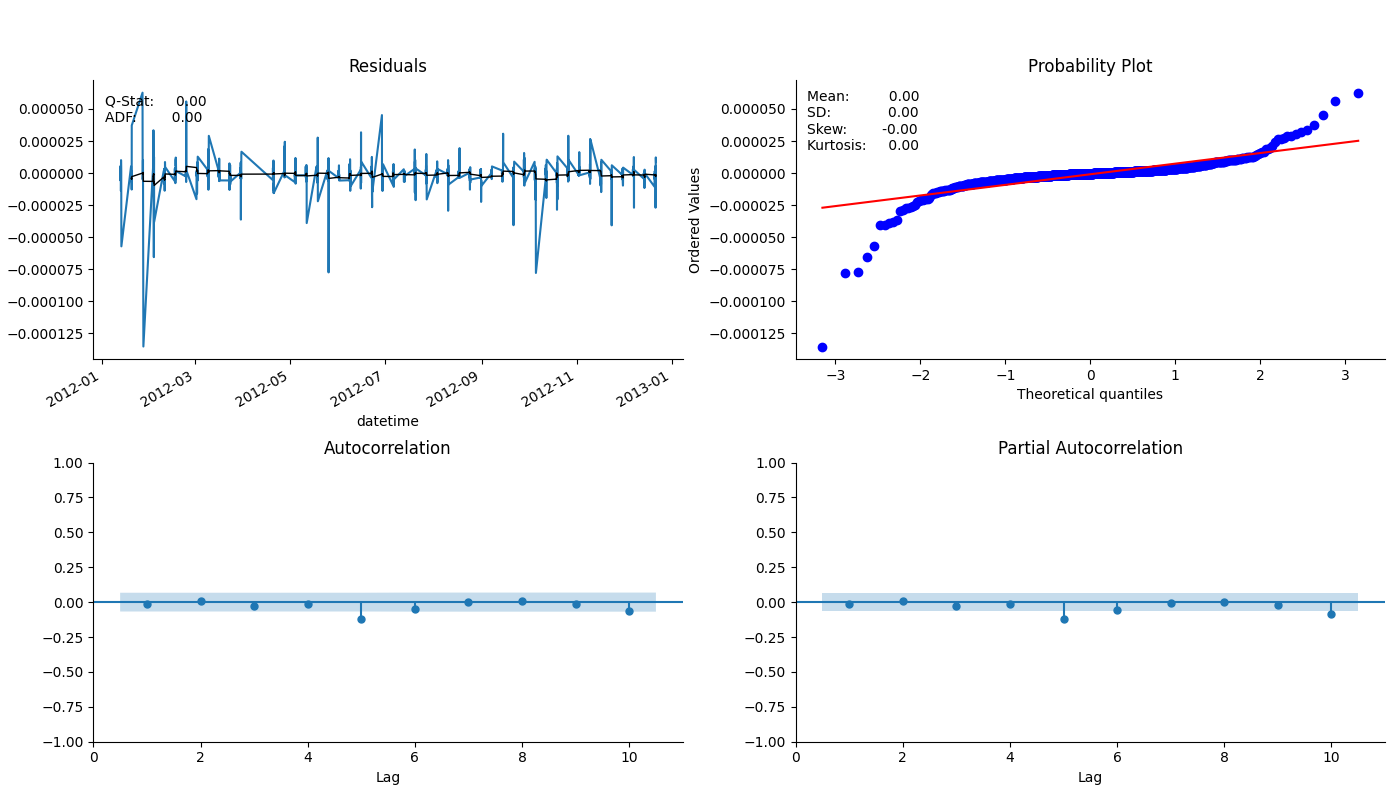 Residuals
Q-Stat: 0.00
ADF: 0.00
0.000050
0.000025
0.000000
−0.000025
−0.000050
−0.000075
−0.000100
−0.000125
2012-01
2012-03
2012-05
2012-07
2012-09
2012-11
2013-01
datetime
Probability Plot
Mean: 0.00
SD: 0.00
Skew: -0.00
Kurtosis: 0.00
Ordered Values
0.000050
0.000025
0.000000
−0.000025
−0.000050
−0.000075
−0.000100
−0.000125
−3 −2 −1 0 1 2 3
Theoretical quantiles
Autocorrelation
1.00
0.75
0.50
0.25
0.00
−0.25
−0.50
−0.75
−1.00
0 2 4 6 8 10
Lag
Partial Autocorrelation
1.00
0.75
0.50
0.25
0.00
−0.25
−0.50
−0.75
−1.00
0 2 4 6 8 10
Lag